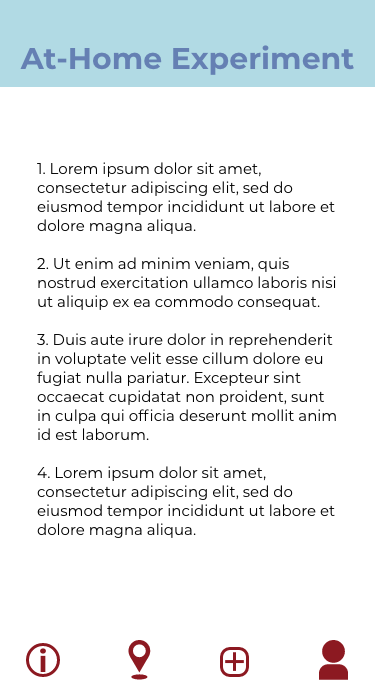 At-Home Experiment
1. Lorem ipsum dolor sit amet,
consectetur adipiscing elit, sed do
eiusmod tempor incididunt ut labore et
dolore magna aliqua.
2. Ut enim ad minim veniam, quis
nostrud exercitation ullamco laboris nisi
ut aliquip ex ea commodo consequat.
3. Duis aute irure dolor in reprehenderit
in voluptate velit esse cillum dolore eu
fugiat nulla pariatur. Excepteur sint
occaecat cupidatat non proident, sunt
in culpa qui officia deserunt mollit anim
id est laborum.
4. Lorem ipsum dolor sit amet,
consectetur adipiscing elit, sed do
eiusmod tempor incididunt ut labore et
dolore magna aliqua.